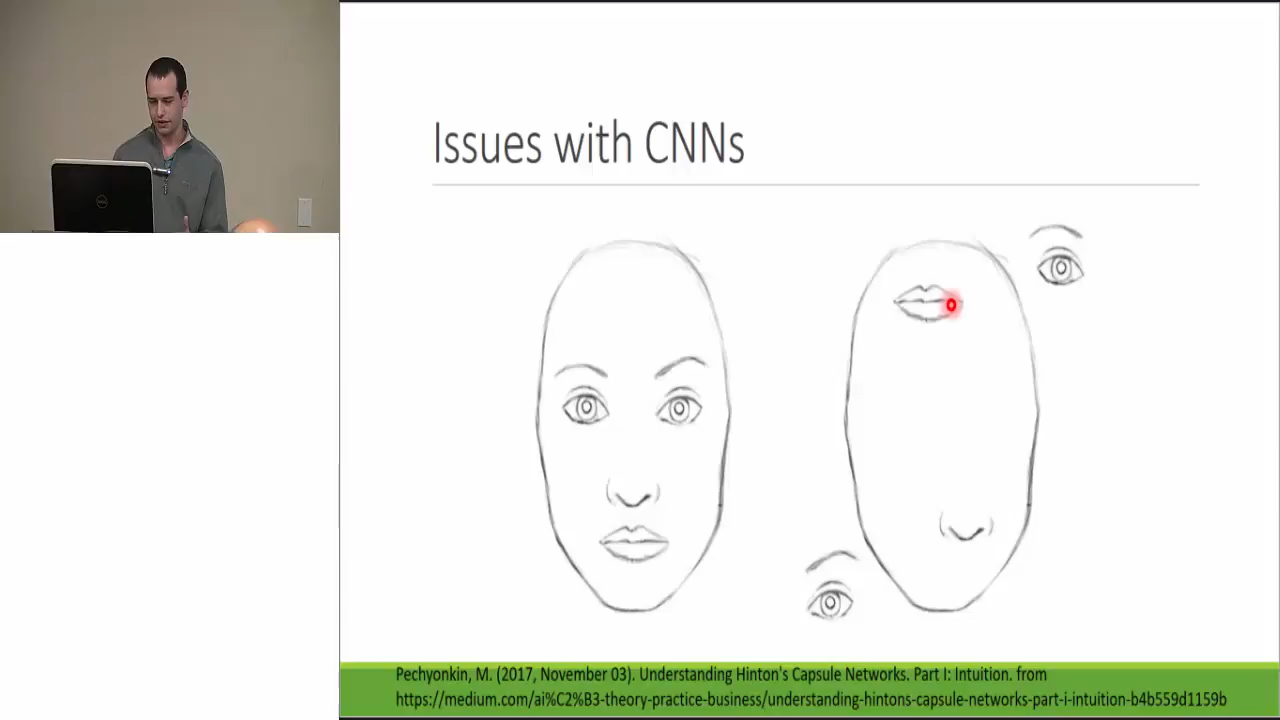 Issues with CNNs
Pechyonkin, M. (2017, November 03). Understanding Hinton's Capsule Networks. Part I: Intuition. from
https://medium.com/ai%C2%B3-theory-practice-business/understanding-hintons-capsule-networks-part-i-intuition-b4b559d1159b